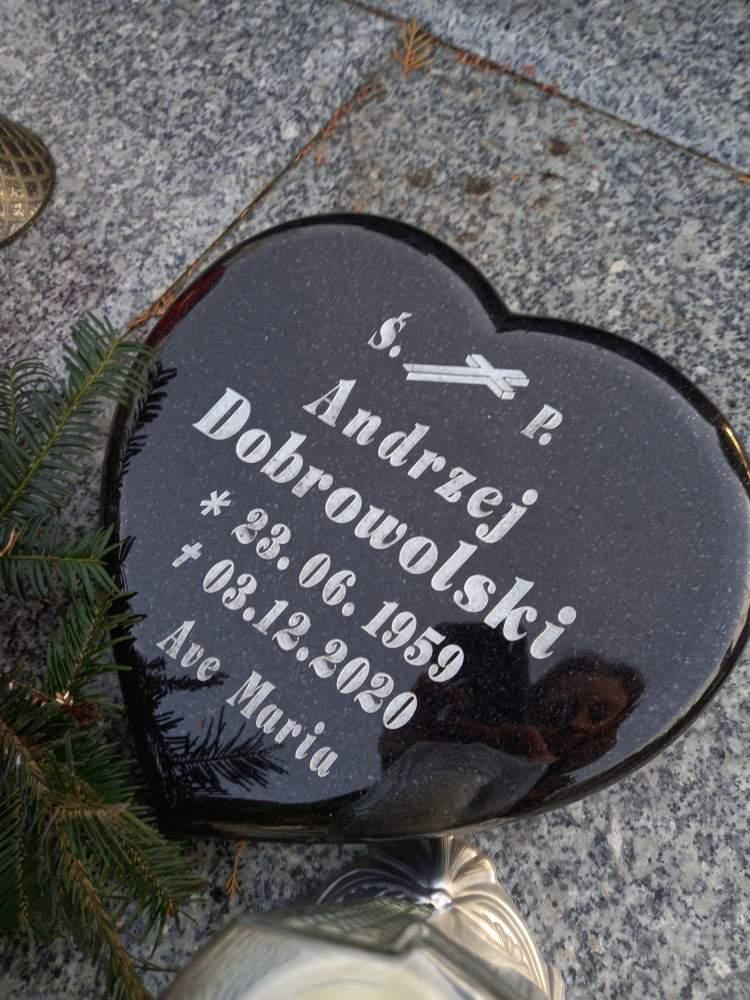 Ś. P.
Andrzej
Dobrowolski
* 23. 06. 1959
† 03.12.2020
Ave Maria